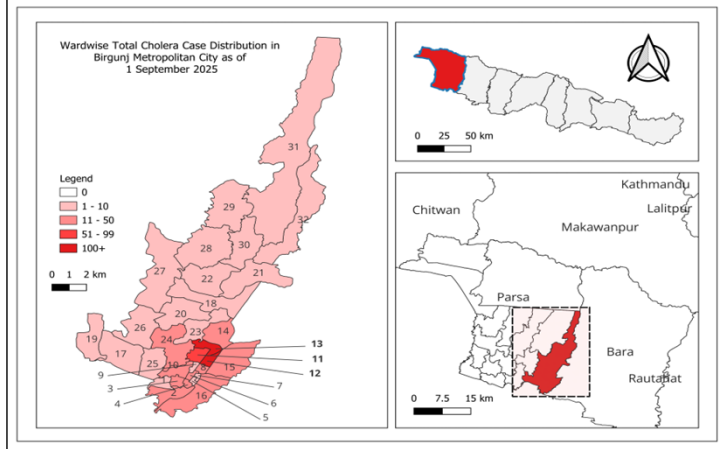 Wardwise Total Cholera Case Distribution in
Birgunj Metropolitan City as of
1 September 2025
31
Legend
0
1 - 10
11 - 50
51 - 99
100+
29
32
30
28
27
21
22
0 1 2 km
18
20
26
23
14
24
19
17
25
10
8
15
13
11
12
9
3
4
2
16
7
6
5
0 25 50 km
Kathmandu
Chitwan
Lalitpur
Makawanpur
Parsa
Bara
Rautahat
0 7.5 15 km